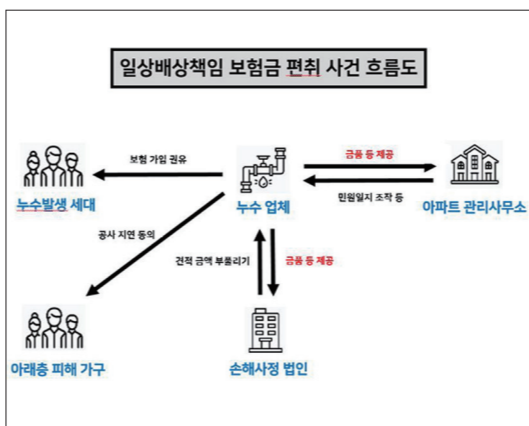 일상배상책임 보험금 편취 사건 흐름도
보험 가입 권유
금품 등 제공
누수발생 세대
누수 업체
민원일지 조작 등
아파트 관리사무소
공사 지연 동의
견적 금액 부풀리기
금품 등 제공
아래층 피해 가구
손해사정 법인